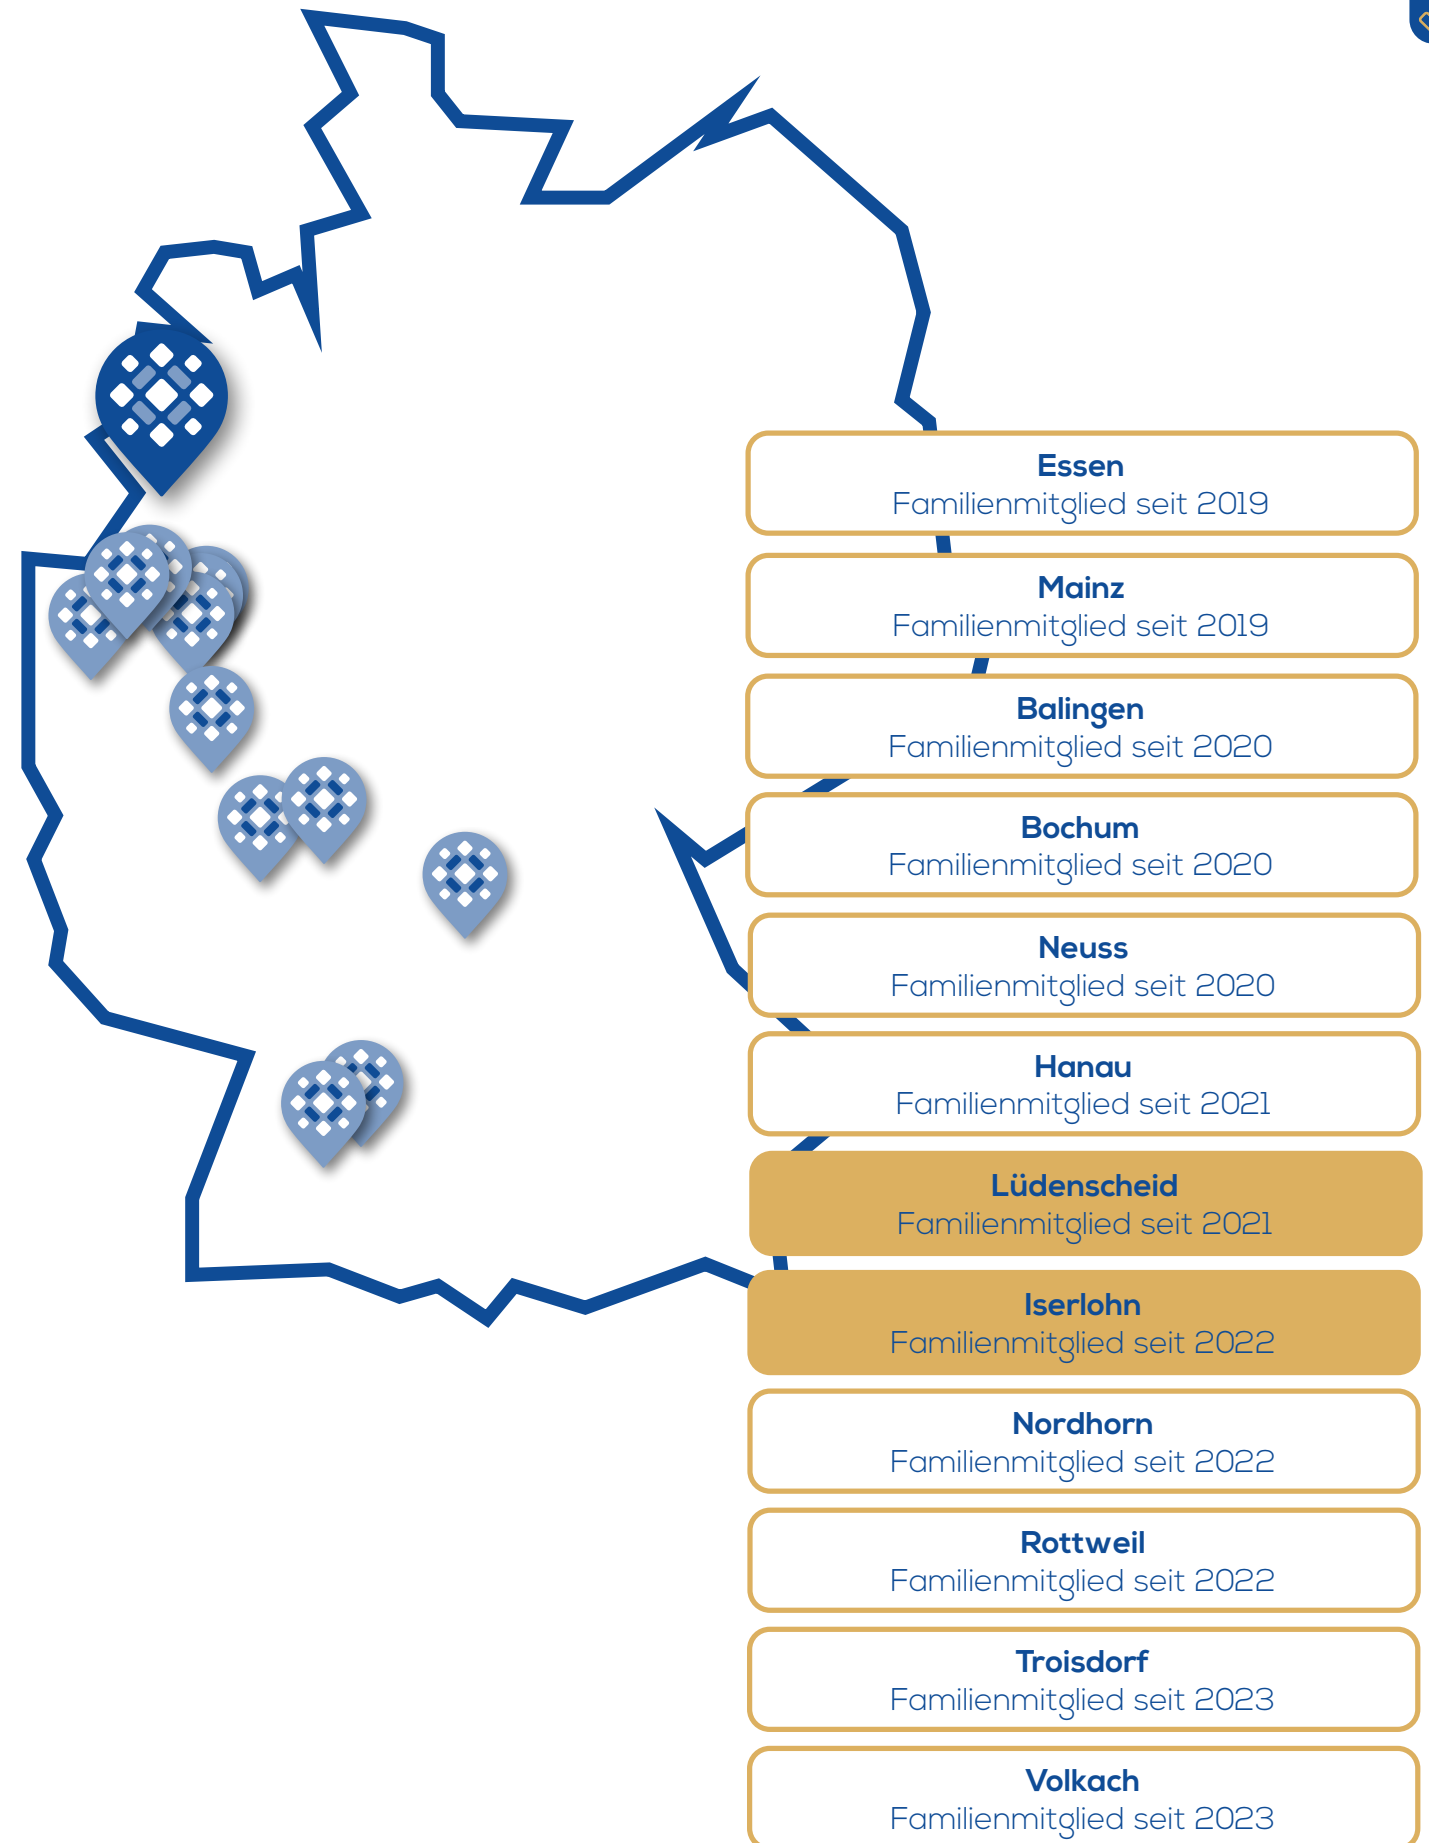 Essen
Familienmitglied seit 2019
Mainz
Familienmitglied seit 2019
Balingen
Familienmitglied seit 2020
Bochum
Familienmitglied seit 2020
Neuss
Familienmitglied seit 2020
Hanau
Familienmitglied seit 2021
Lüdenscheid
Familienmitglied seit 2021
Iserlohn
Familienmitglied seit 2022
Nordhorn
Familienmitglied seit 2022
Rottweil
Familienmitglied seit 2022
Troisdorf
Familienmitglied seit 2023
Volkach
Familienmitglied seit 2023